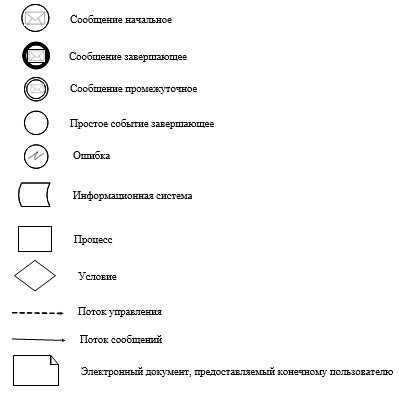 Сообщение начальное
Сообщение завершающее
Сообщение промежуточное
Простое событие завершающее
Ошибка
Информационная система
Процесс
Условие
Поток управления
Поток сообщений
Электронный документ, предоставляемый конечному пользователю